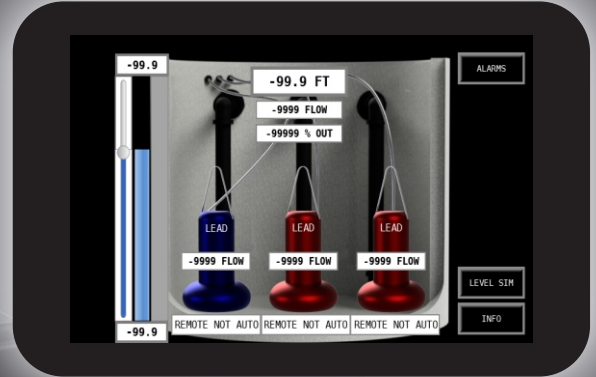 -99.9
ALARMS
-99.9 FT
-9999 FLOW
-99999 % OUT
LEAD
LEAD
LEAD
-9999 FLOW
-9999 FLOW
-9999 FLOW
LEVEL SIM
REMOTE NOT AUTO
REMOTE NOT AUTO
REMOTE NOT AUTO
INFO
-99.9